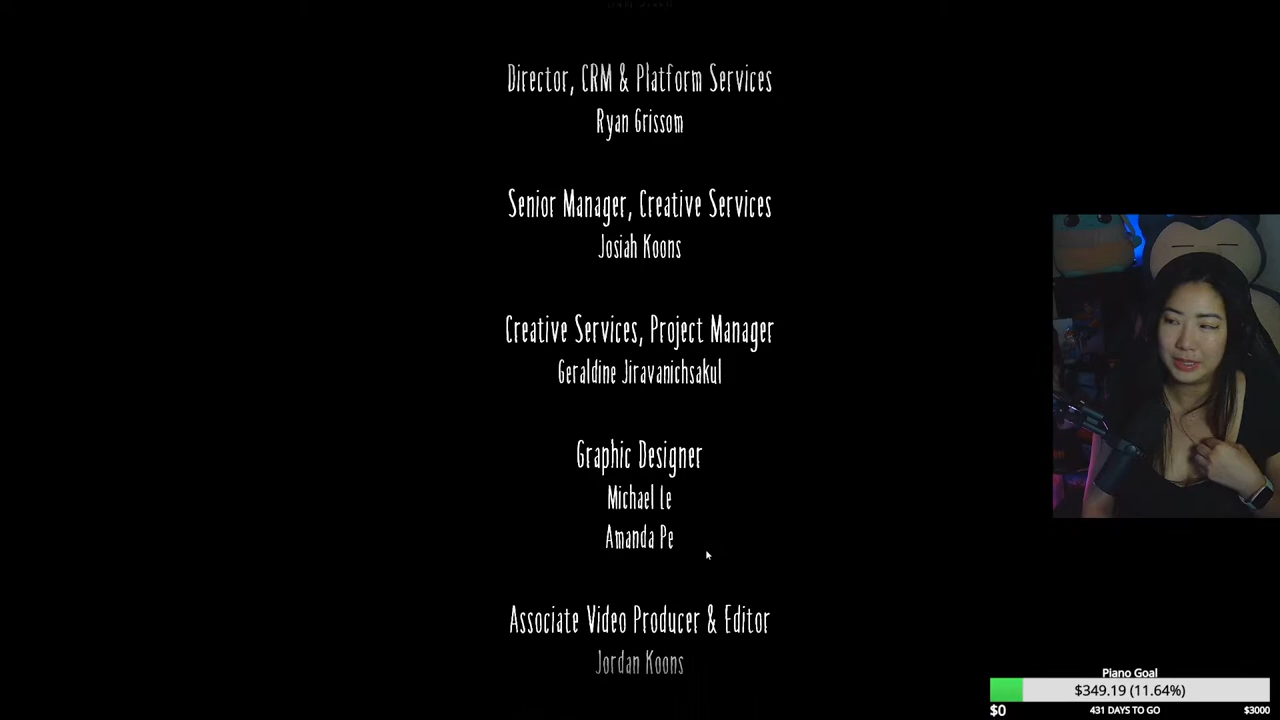 Director, CRM & Platform Services
Ryan Grissom
Senior Manager, Creative Services
Josiah Koons
Creative Services, Project Manager
Geraldine Jiravanichsakul
Graphic Designer
Michael Le
Amanda Pe
Associate Video Producer & Editor
Jordan Koons
Piano Goal
$349.19 (11.64%)
$0 431 DAYS TO GO $3000